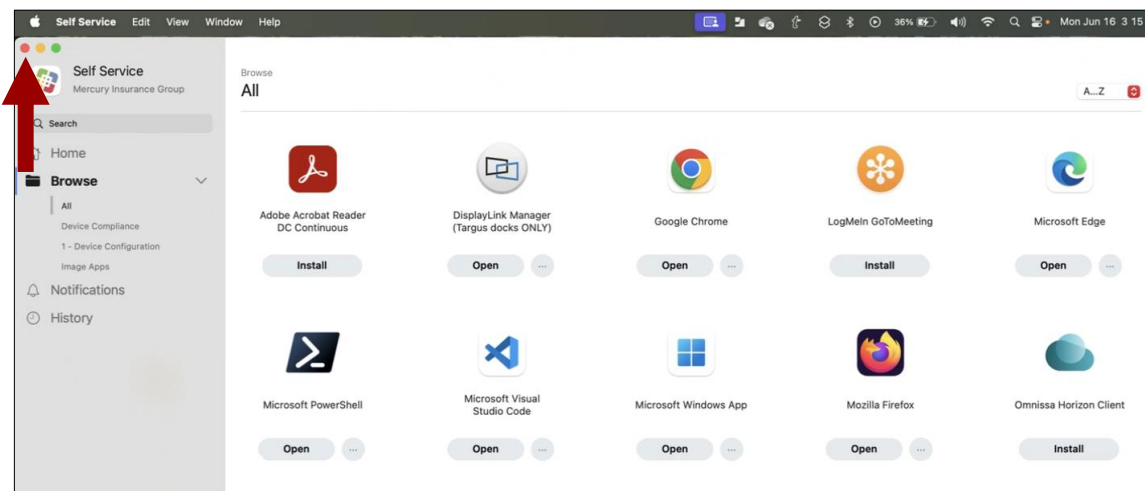 Self Service Edit View Window Help 36% Mon Jun 16 3 15
Self Service
Mercury Insurance Group
Search
Home
Browse
All
Device Compliance
1 - Device Configuration
Image Apps
Notifications
History
Browse
All
A...Z
Adobe Acrobat Reader
DC Continuous
Install
DisplayLink Manager
(Targus docks ONLY)
Open ...
Google Chrome
Open ...
LogMeIn GoToMeeting
Install
Microsoft Edge
Open ...
Microsoft PowerShell
Open ...
Microsoft Visual
Studio Code
Open ...
Microsoft Windows App
Open ...
Mozilla Firefox
Open ...
Omnissa Horizon Client
Install